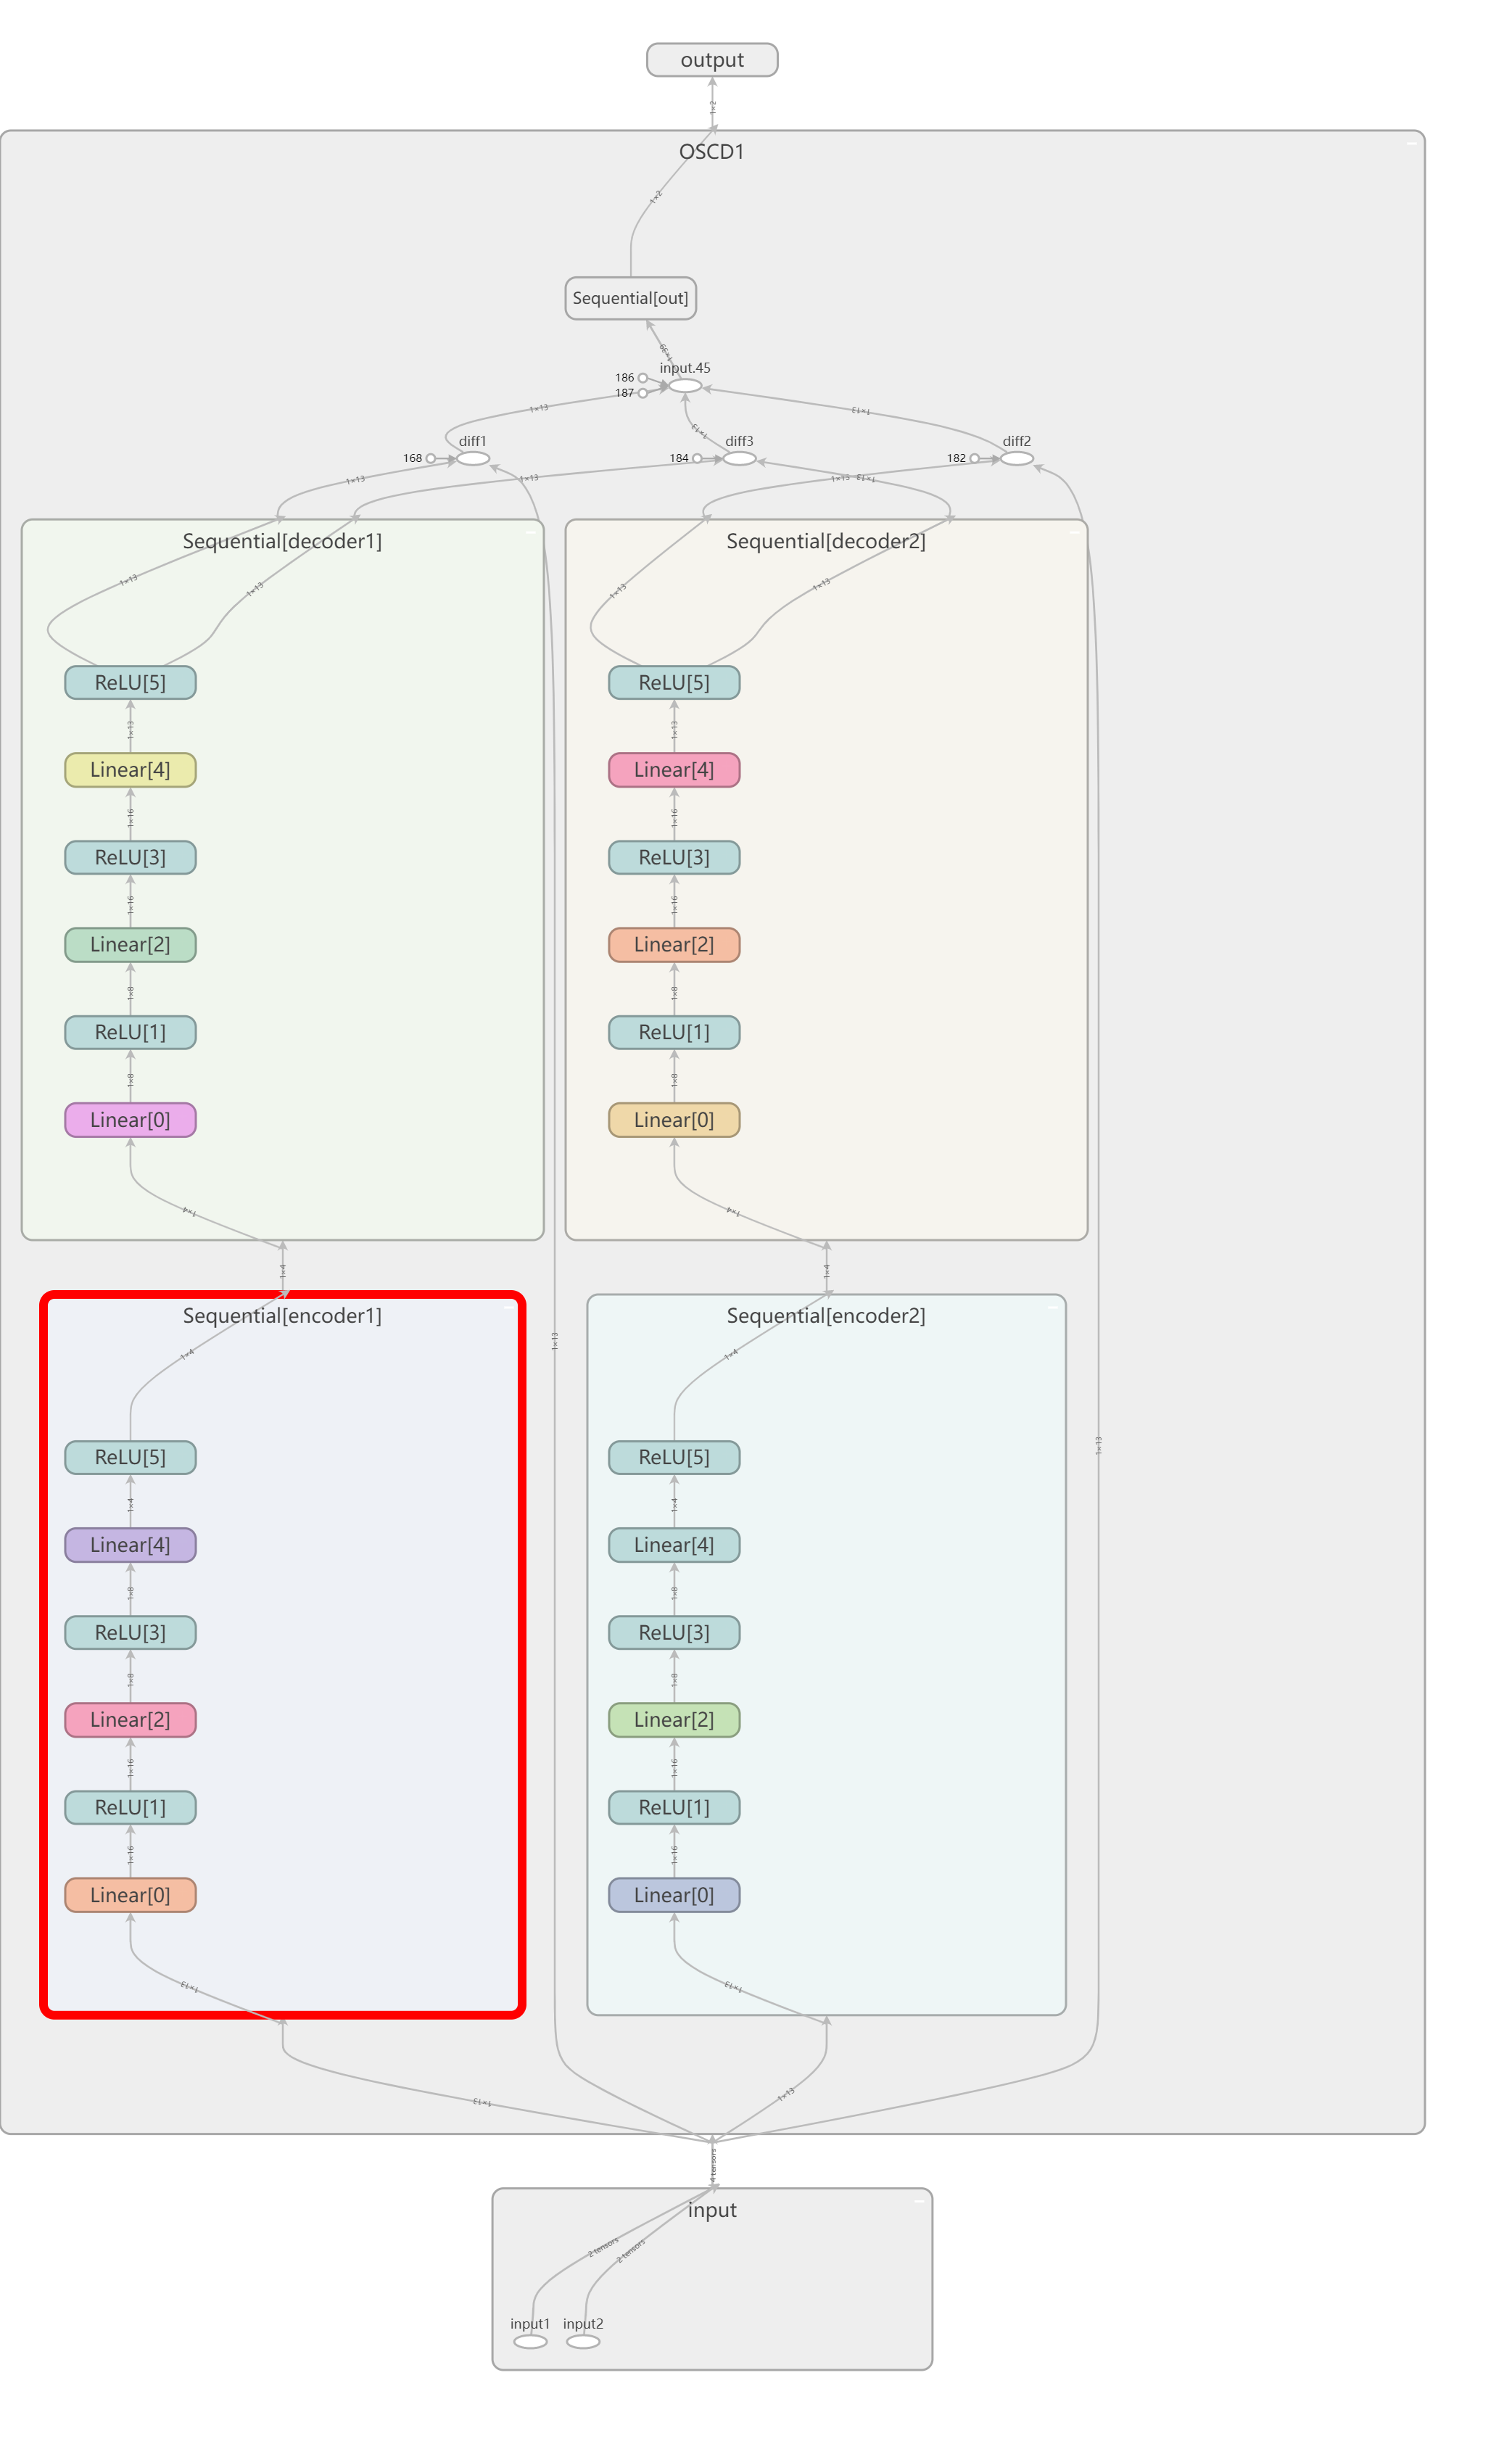 output
1×2
OSCD1
1×2
Sequential[out]
1×39
input.45
186
187
1×13
1×13
1×13
diff1
diff3
diff2
168
184
182
1×13
1×13
1×13
1×13
Sequential[decoder1]
Sequential[decoder2]
1×13
1×13
1×13
1×13
ReLU[5]
ReLU[5]
1×13
1×13
Linear[4]
Linear[4]
1×16
1×16
ReLU[3]
ReLU[3]
1×16
1×16
Linear[2]
Linear[2]
1×8
1×8
ReLU[1]
ReLU[1]
1×8
1×8
Linear[0]
Linear[0]
1×4
1×4
1×4
1×4
Sequential[encoder1]
Sequential[encoder2]
1×13
1×4
1×4
1×13
ReLU[5]
ReLU[5]
1×4
1×4
Linear[4]
Linear[4]
1×8
1×8
ReLU[3]
ReLU[3]
1×8
1×8
Linear[2]
Linear[2]
1×16
1×16
ReLU[1]
ReLU[1]
1×16
1×16
Linear[0]
Linear[0]
1×13
1×13
1×13
1×13
4 tensors
input
2 tensors
2 tensors
input1
input2